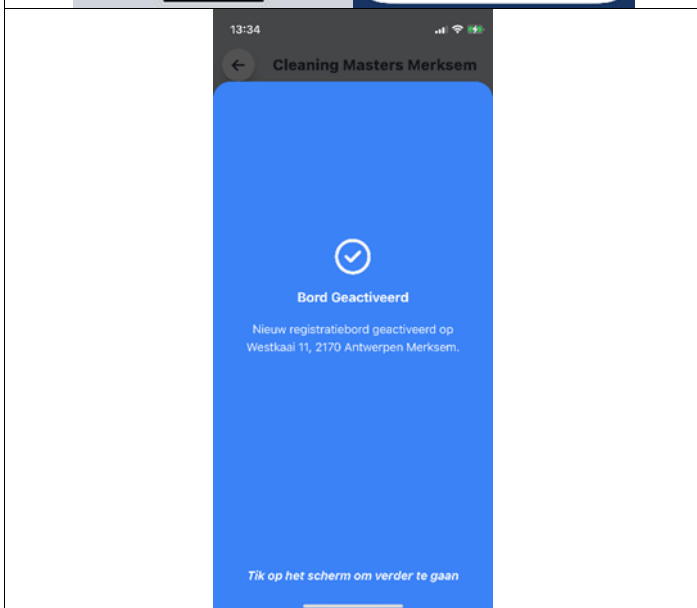 13:34
Cleaning Masters Merksem
Bord Geactiveerd
Nieuw registratiebord geactiveerd op
Westkaai 11, 2170 Antwerpen Merksem.
Tik op het scherm om verder te gaan